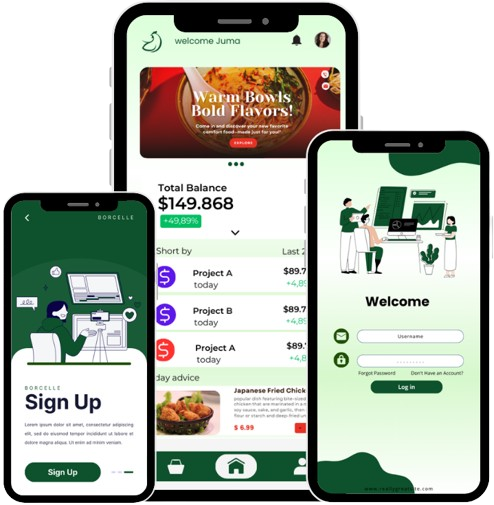 welcome Juma
Warm Bowls
Bold Flavors!
Come in and discover your new favorite
comfort food-made just for you!"
EXPLORE
Total Balance
$149.868
+49,89%
Short by
Last 2
Project A
today
$89.7
+4,89
Project B
today
$89.7
+4,89
Project A
today
$89.7
+4,8
day advice
Japanese Fried Chick
popular dish featuring bite-sized
chicken that are marinated in a m
soy sauce, sake, and garlic, then
flour or starch and deep-fried un
$ 6.99
BORCELLE
BORCELLE
Sign Up
Lorem ipsum dolor sit amet, consectetur adipiscing
elit, sed do eiusmod tempor incididunt ut labore et
dolore magna aliqua. Ut enim ad minim veniam.
Sign Up
Welcome
Username
Forgot Password
Don't Have an Account?
Log in